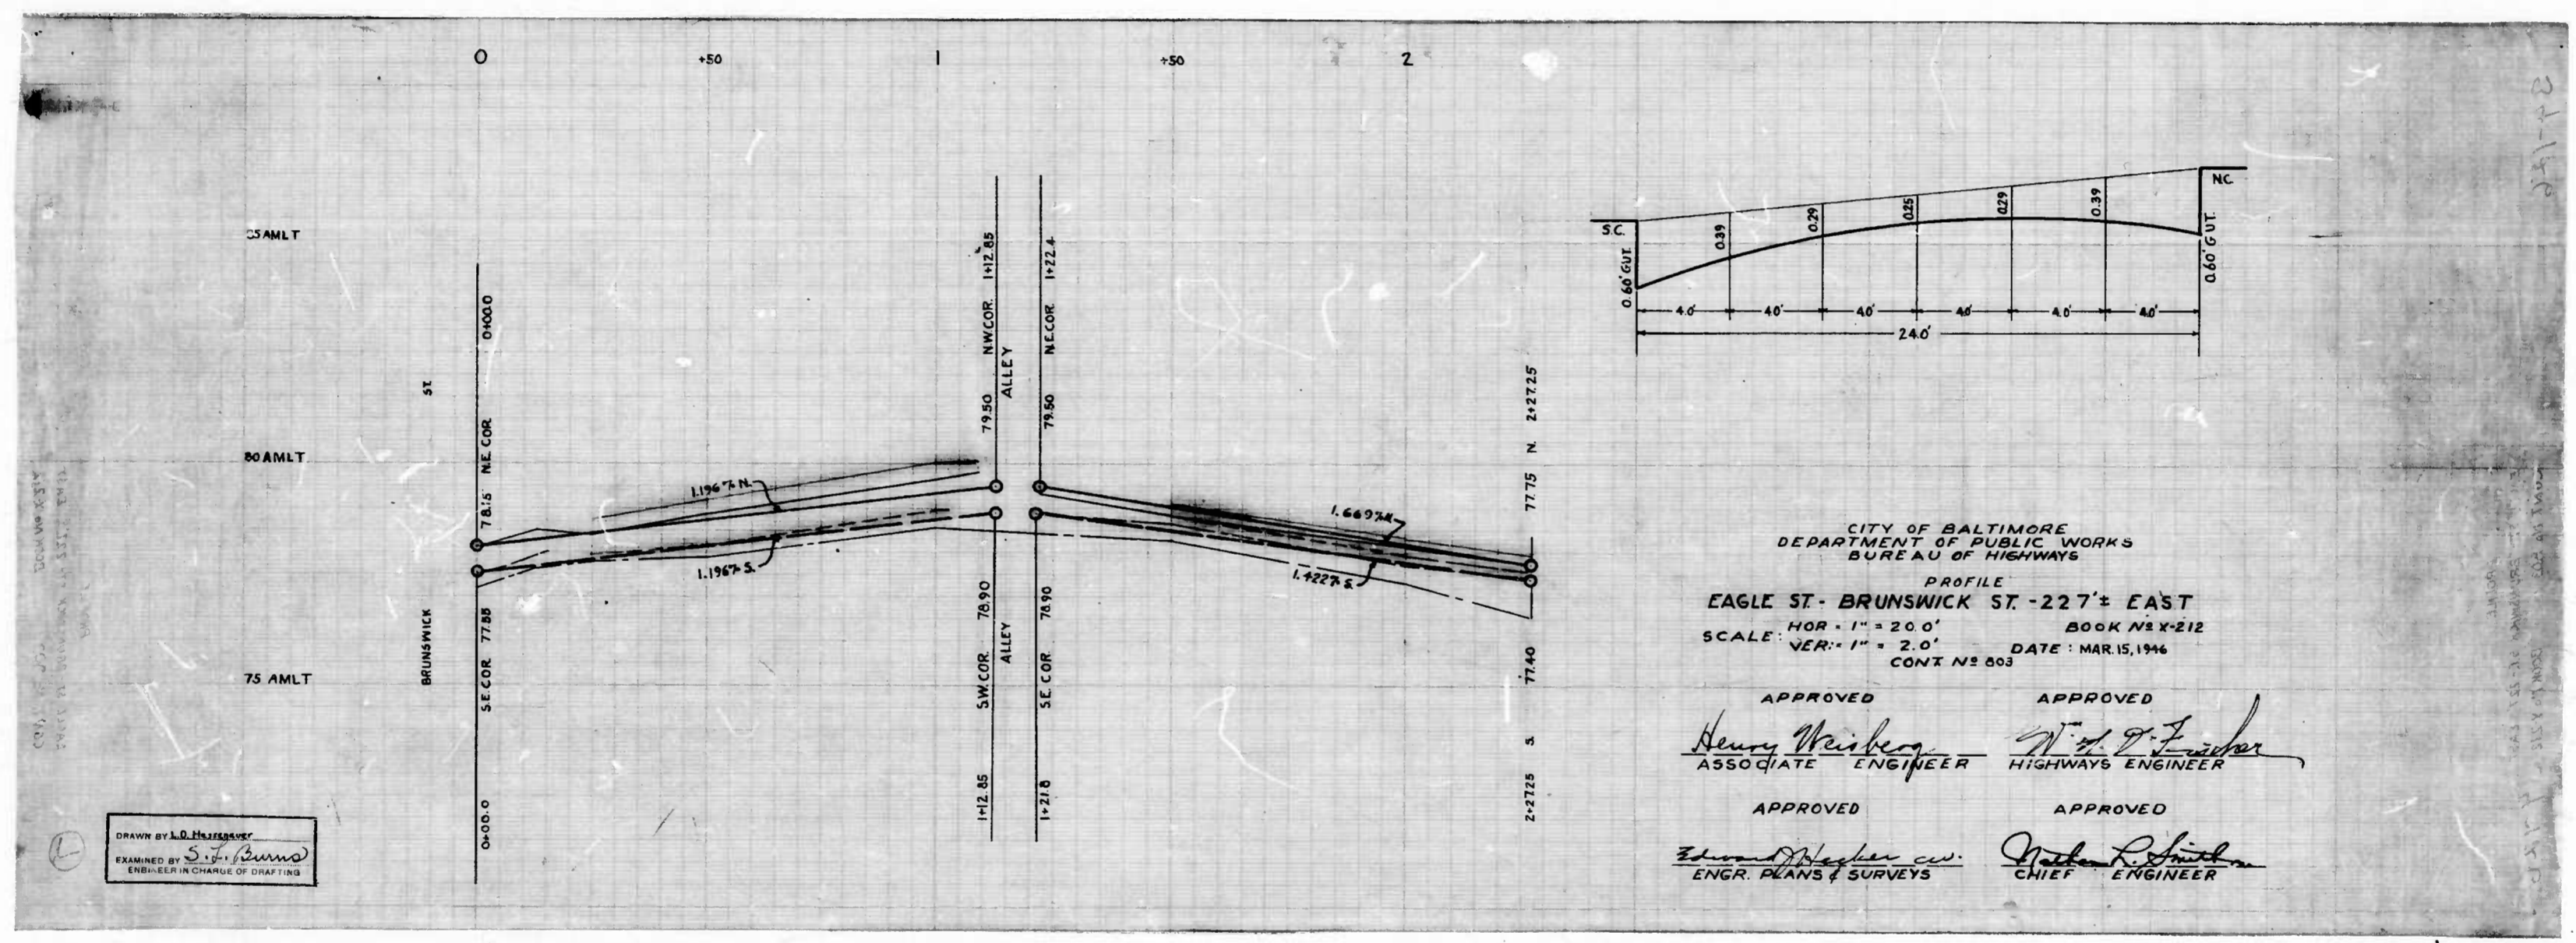 0 +50 1 +50 2
85 AMLT
80 AMLT
75 AMLT
BRUNSWICK ST.
N.E. COR 0+00.0
78.15
S.E. COR 77.85
0+00.0
1.196% N.
1.196% S.
N.W. COR. 1+12.85
79.50
ALLEY
N.E. COR 1+22.4
79.50
S.W. COR. 78.90
1+12.85
ALLEY
S.E. COR 78.90
1+21.8
1.669% N.
1.422% S.
77.75 N. 2+27.25
77.40
2+27.25 S.
S.C.
N.C.
0.60' GUT.
0.39
0.29
0.25
0.29
0.39
0.60' GUT.
4.0' 4.0' 4.0' 4.0' 4.0' 4.0'
24.0'
CITY OF BALTIMORE
DEPARTMENT OF PUBLIC WORKS
BUREAU OF HIGHWAYS
PROFILE
EAGLE ST. - BRUNSWICK ST. - 227'± EAST
SCALE: HOR = 1" = 20.0'
VER. = 1" = 2.0'
BOOK Nº X-212
DATE: MAR. 15, 1946
CONT. Nº 803
APPROVED
Henry Weisberg
ASSOCIATE ENGINEER
APPROVED
HIGHWAYS ENGINEER
APPROVED
Edward J Hecker
ENGR. PLANS & SURVEYS
APPROVED
Nathan L. Smith
CHIEF ENGINEER
DRAWN BY L.O.
EXAMINED BY S. L. Burns
ENGINEER IN CHARGE OF DRAFTING